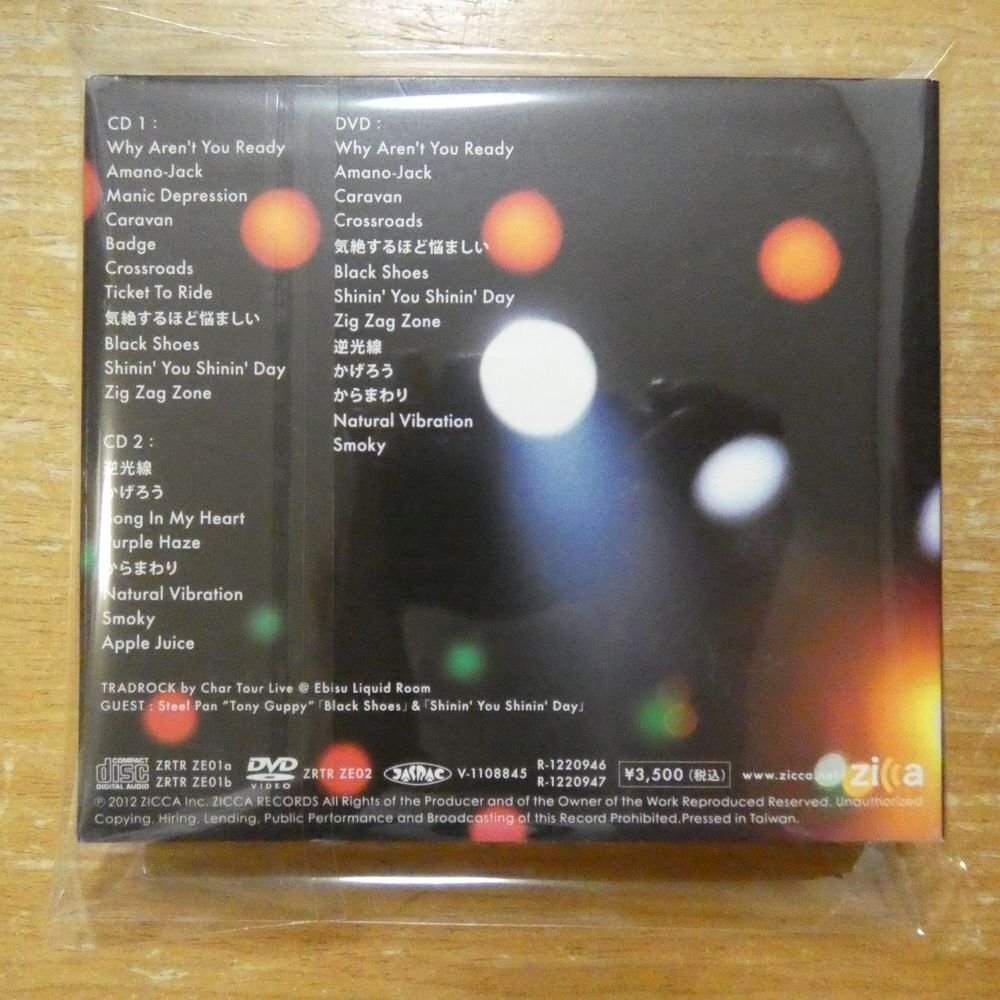 CD 1 :
Why Aren't You Ready
Amano-Jack
Manic Depression
Caravan
Badge
Crossroads
Ticket To Ride
気絶するほど悩ましい
Black Shoes
Shinin' You Shinin' Day
Zig Zag Zone
CD 2 :
逆光線
かげろう
Song In My Heart
Purple Haze
からまわり
Natural Vibration
Smoky
Apple Juice
DVD :
Why Aren't You Ready
Amano-Jack
Caravan
Crossroads
気絶するほど悩ましい
Black Shoes
Shinin' You Shinin' Day
Zig Zag Zone
逆光線
かげろう
からまわり
Natural Vibration
Smoky
TRADROCK by Char Tour Live @ Ebisu Liquid Room
GUEST : Steel Pan "Tony Guppy"「Black Shoes」&「Shinin' You Shinin' Day」
COMPACT disc DIGITAL AUDIO
ZRTR ZE01a
ZRTR ZE01b
DVD VIDEO
ZRTR ZE02
JASRAC
V-1108845
R-1220946
R-1220947
¥3,500(税込)
www.zicca.net
zicca
℗ 2012 ZICCA Inc. ZICCA RECORDS All Rights of the Producer and of the Owner of the Work Reproduced Reserved. Unauthorized
Copying, Hiring, Lending, Public Performance and Broadcasting of this Record Prohibited.Pressed in Taiwan.